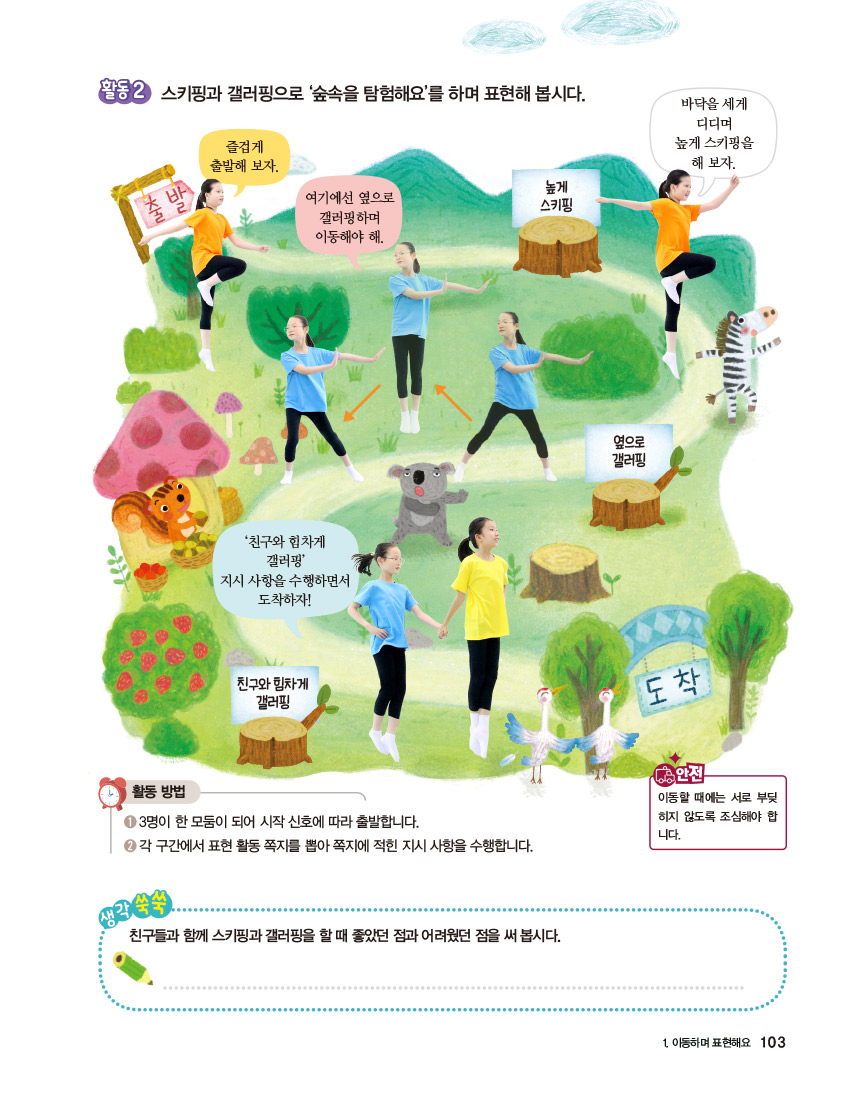 활동 2 스키핑과 갤러핑으로 ‘숲속을 탐험해요’를 하며 표현해 봅시다.
즐겁게
출발해 보자.
출발
여기에선 옆으로
갤러핑하며
이동해야 해.
높게
스키핑
바닥을 세게
디디며
높게 스키핑을
해 보자.
옆으로
갤러핑
‘친구와 힘차게
갤러핑’
지시 사항을 수행하면서
도착하자!
친구와 힘차게
갤러핑
도착
활동 방법
❶ 3명이 한 모둠이 되어 시작 신호에 따라 출발합니다.
❷ 각 구간에서 표현 활동 쪽지를 뽑아 쪽지에 적힌 지시 사항을 수행합니다.
안전
이동할 때에는 서로 부딪
히지 않도록 조심해야 합
니다.
생각 쑥쑥
친구들과 함께 스키핑과 갤러핑을 할 때 좋았던 점과 어려웠던 점을 써 봅시다.
1. 이동하며 표현해요 103